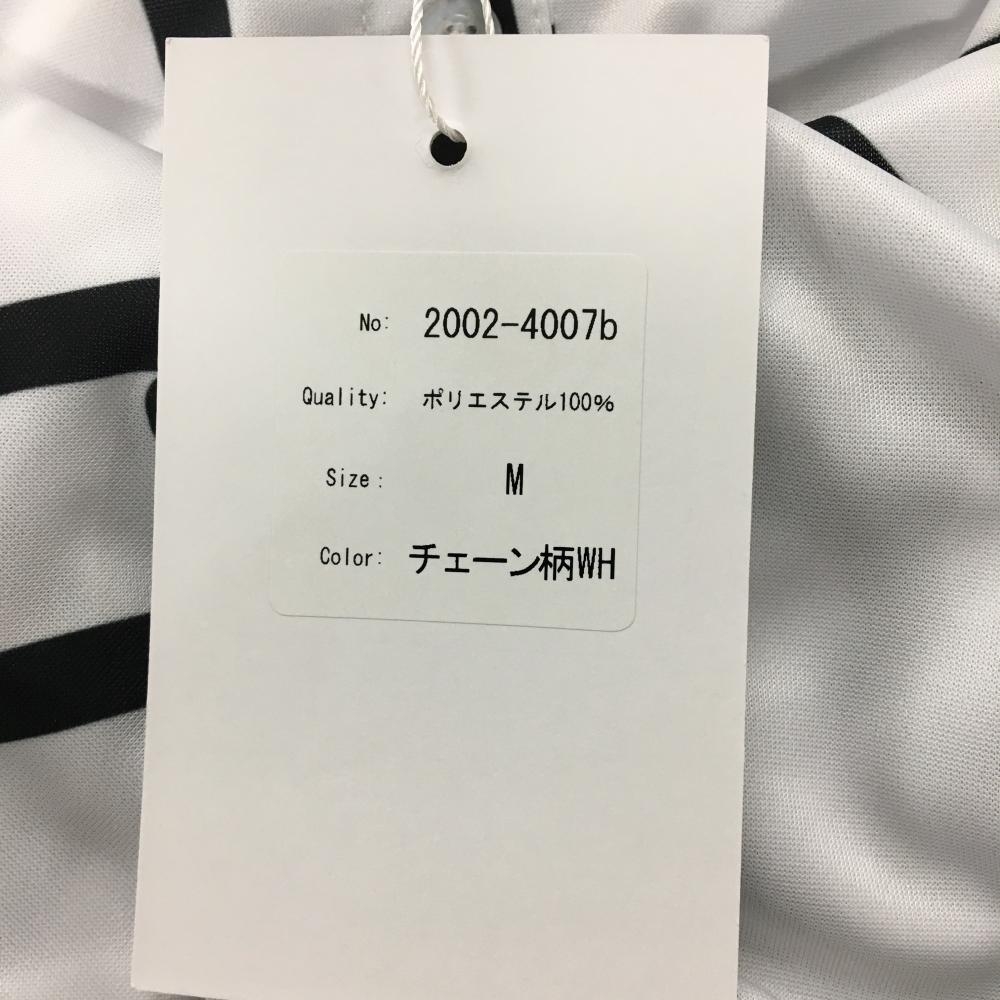 No: 2002-4007b
Quality: ポリエステル100%
Size: M
Color: チェーン柄WH